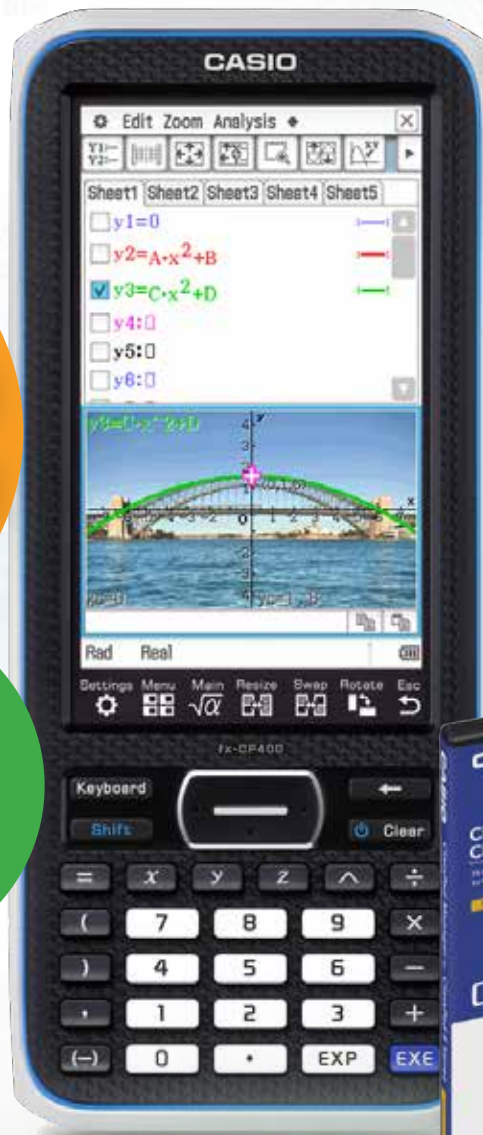 CASIO
Edit Zoom Analysis
Sheet1 Sheet2 Sheet3 Sheet4 Sheet5
y1=0
y2=A·x²+B
y3=C·x²+D
y4:▯
y5:▯
y6:▯
y3=C·x^2+D
Rad Real
Settings Menu Main Resize Swap Rotate Esc
√α
fx-CP400
Keyboard
Shift
Clear
= x y z ^ ÷
( 7 8 9 ×
) 4 5 6 −
, 1 2 3 +
(−) 0 • EXP EXE
CASIO